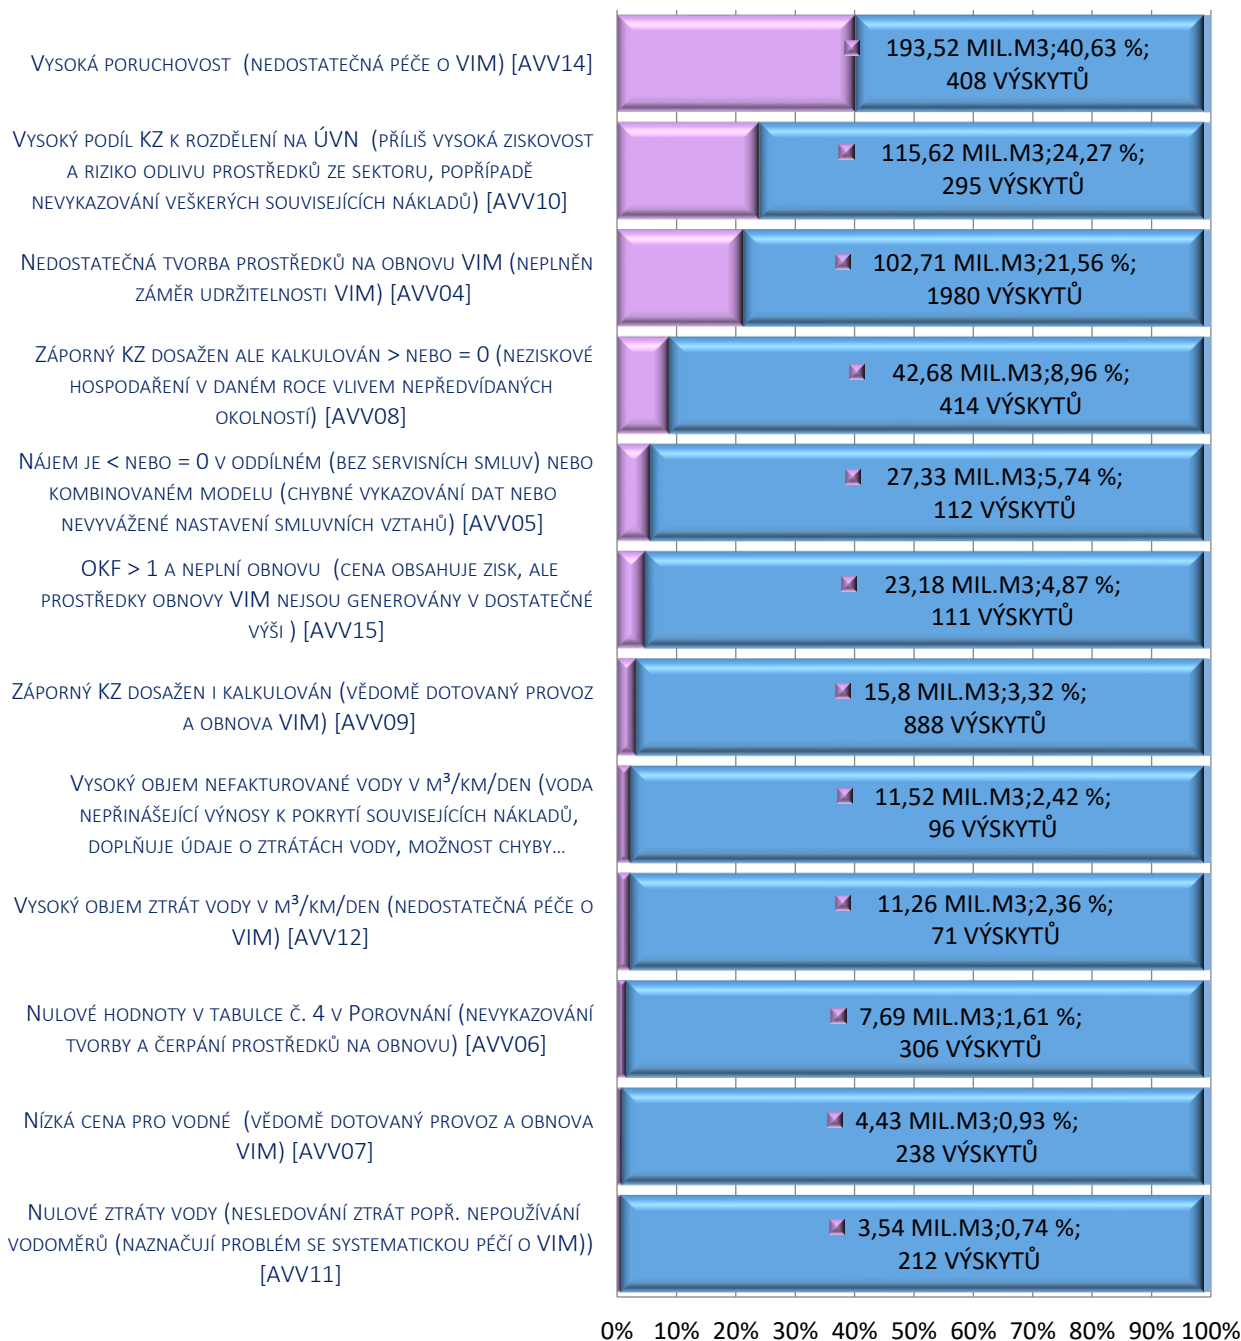 VYSOKÁ PORUCHOVOST (NEDOSTATEČNÁ PÉČE O VIM) [AVV14]
193,52 MIL.M3;40,63 %;
408 VÝSKYTŮ
VYSOKÝ PODÍL KZ K ROZDĚLENÍ NA ÚVN (PŘÍLIŠ VYSOKÁ ZISKOVOST
A RIZIKO ODLIVU PROSTŘEDKŮ ZE SEKTORU, POPŘÍPADĚ
NEVYKAZOVÁNÍ VEŠKERÝCH SOUVISEJÍCÍCH NÁKLADŮ) [AVV10]
115,62 MIL.M3;24,27 %;
295 VÝSKYTŮ
NEDOSTATEČNÁ TVORBA PROSTŘEDKŮ NA OBNOVU VIM (NEPLNĚN
ZÁMĚR UDRŽITELNOSTI VIM) [AVV04]
102,71 MIL.M3;21,56 %;
1980 VÝSKYTŮ
ZÁPORNÝ KZ DOSAŽEN ALE KALKULOVÁN > NEBO = 0 (NEZISKOVÉ
HOSPODAŘENÍ V DANÉM ROCE VLIVEM NEPŘEDVÍDANÝCH
OKOLNOSTÍ) [AVV08]
42,68 MIL.M3;8,96 %;
414 VÝSKYTŮ
NÁJEM JE < NEBO = 0 V ODDÍLNÉM (BEZ SERVISNÍCH SMLUV) NEBO
KOMBINOVANÉM MODELU (CHYBNÉ VYKAZOVÁNÍ DAT NEBO
NEVYVÁŽENÉ NASTAVENÍ SMLUVNÍCH VZTAHŮ) [AVV05]
27,33 MIL.M3;5,74 %;
112 VÝSKYTŮ
OKF > 1 A NEPLNÍ OBNOVU (CENA OBSAHUJE ZISK, ALE
PROSTŘEDKY OBNOVY VIM NEJSOU GENEROVÁNY V DOSTATEČNÉ
VÝŠI ) [AVV15]
23,18 MIL.M3;4,87 %;
111 VÝSKYTŮ
ZÁPORNÝ KZ DOSAŽEN I KALKULOVÁN (VĚDOMĚ DOTOVANÝ PROVOZ
A OBNOVA VIM) [AVV09]
15,8 MIL.M3;3,32 %;
888 VÝSKYTŮ
VYSOKÝ OBJEM NEFAKTUROVANÉ VODY V M³/KM/DEN (VODA
NEPŘINÁŠEJÍCÍ VÝNOSY K POKRYTÍ SOUVISEJÍCÍCH NÁKLADŮ,
DOPLŇUJE ÚDAJE O ZTRÁTÁCH VODY, MOŽNOST CHYBY…
11,52 MIL.M3;2,42 %;
96 VÝSKYTŮ
VYSOKÝ OBJEM ZTRÁT VODY V M³/KM/DEN (NEDOSTATEČNÁ PÉČE O
VIM) [AVV12]
11,26 MIL.M3;2,36 %;
71 VÝSKYTŮ
NULOVÉ HODNOTY V TABULCE Č. 4 V POROVNÁNÍ (NEVYKAZOVÁNÍ
TVORBY A ČERPÁNÍ PROSTŘEDKŮ NA OBNOVU) [AVV06]
7,69 MIL.M3;1,61 %;
306 VÝSKYTŮ
NÍZKÁ CENA PRO VODNÉ (VĚDOMĚ DOTOVANÝ PROVOZ A OBNOVA
VIM) [AVV07]
4,43 MIL.M3;0,93 %;
238 VÝSKYTŮ
NULOVÉ ZTRÁTY VODY (NESLEDOVÁNÍ ZTRÁT POPŘ. NEPOUŽÍVÁNÍ
VODOMĚRŮ (NAZNAČUJÍ PROBLÉM SE SYSTEMATICKOU PÉČÍ O VIM))
[AVV11]
3,54 MIL.M3;0,74 %;
212 VÝSKYTŮ
0% 10% 20% 30% 40% 50% 60% 70% 80% 90% 100%